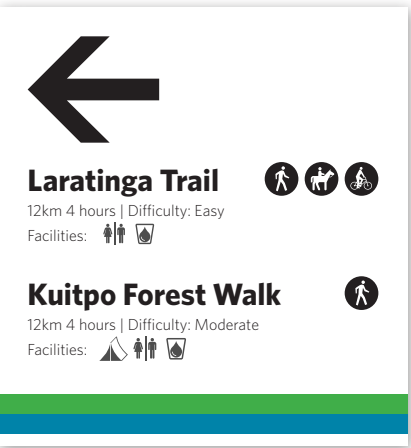 Laratinga Trail
12km 4 hours | Difficulty: Easy
Facilities:
Kuitpo Forest Walk
12km 4 hours | Difficulty: Moderate
Facilities: